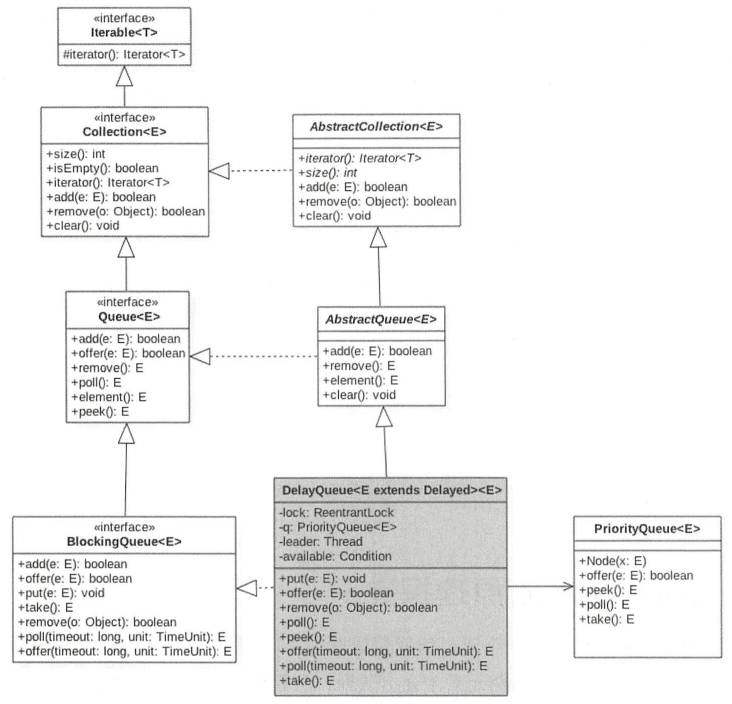 «interface»
Iterable<T>
#iterator(): Iterator<T>
«interface»
Collection<E>
+size(): int
+isEmpty(): boolean
+iterator(): Iterator<T>
+add(e: E): boolean
+remove(o: Object): boolean
+clear(): void
AbstractCollection<E>
+iterator(): Iterator<T>
+size(): int
+add(e: E): boolean
+remove(o: Object): boolean
+clear(): void
«interface»
Queue<E>
+add(e: E): boolean
+offer(e: E): boolean
+remove(): E
+poll(): E
+element(): E
+peek(): E
AbstractQueue<E>
+add(e: E): boolean
+remove(): E
+element(): E
+clear(): void
«interface»
BlockingQueue<E>
+add(e: E): boolean
+offer(e: E): boolean
+put(e: E): void
+take(): E
+remove(o: Object): boolean
+poll(timeout: long, unit: TimeUnit): E
+offer(timeout: long, unit: TimeUnit): E
DelayQueue<E extends Delayed><E>
-lock: ReentrantLock
-q: PriorityQueue<E>
-leader: Thread
-available: Condition
+put(e: E): void
+offer(e: E): boolean
+remove(o: Object): boolean
+poll(): E
+peek(): E
+offer(timeout: long, unit: TimeUnit): E
+poll(timeout: long, unit: TimeUnit): E
+take(): E
PriorityQueue<E>
+Node(x: E)
+offer(e: E): boolean
+peek(): E
+poll(): E
+take(): E